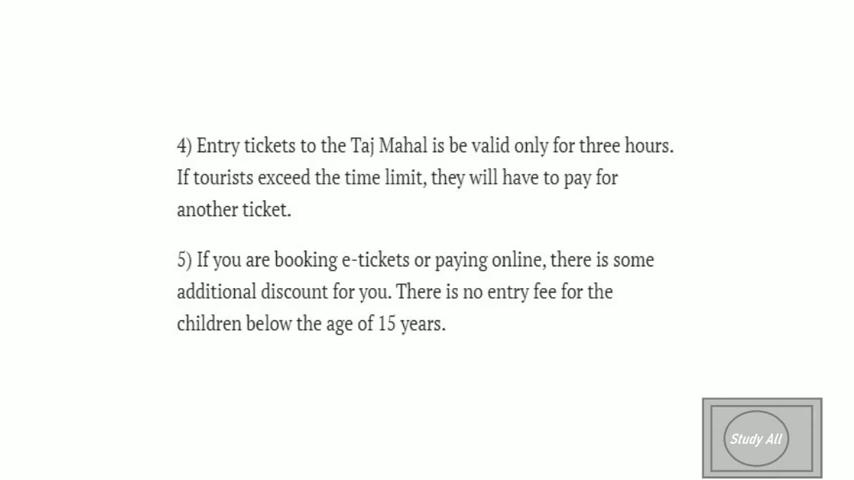 4) Entry tickets to the Taj Mahal is be valid only for three hours.
If tourists exceed the time limit, they will have to pay for
another ticket.
5) If you are booking e-tickets or paying online, there is some
additional discount for you. There is no entry fee for the
children below the age of 15 years.
Study All